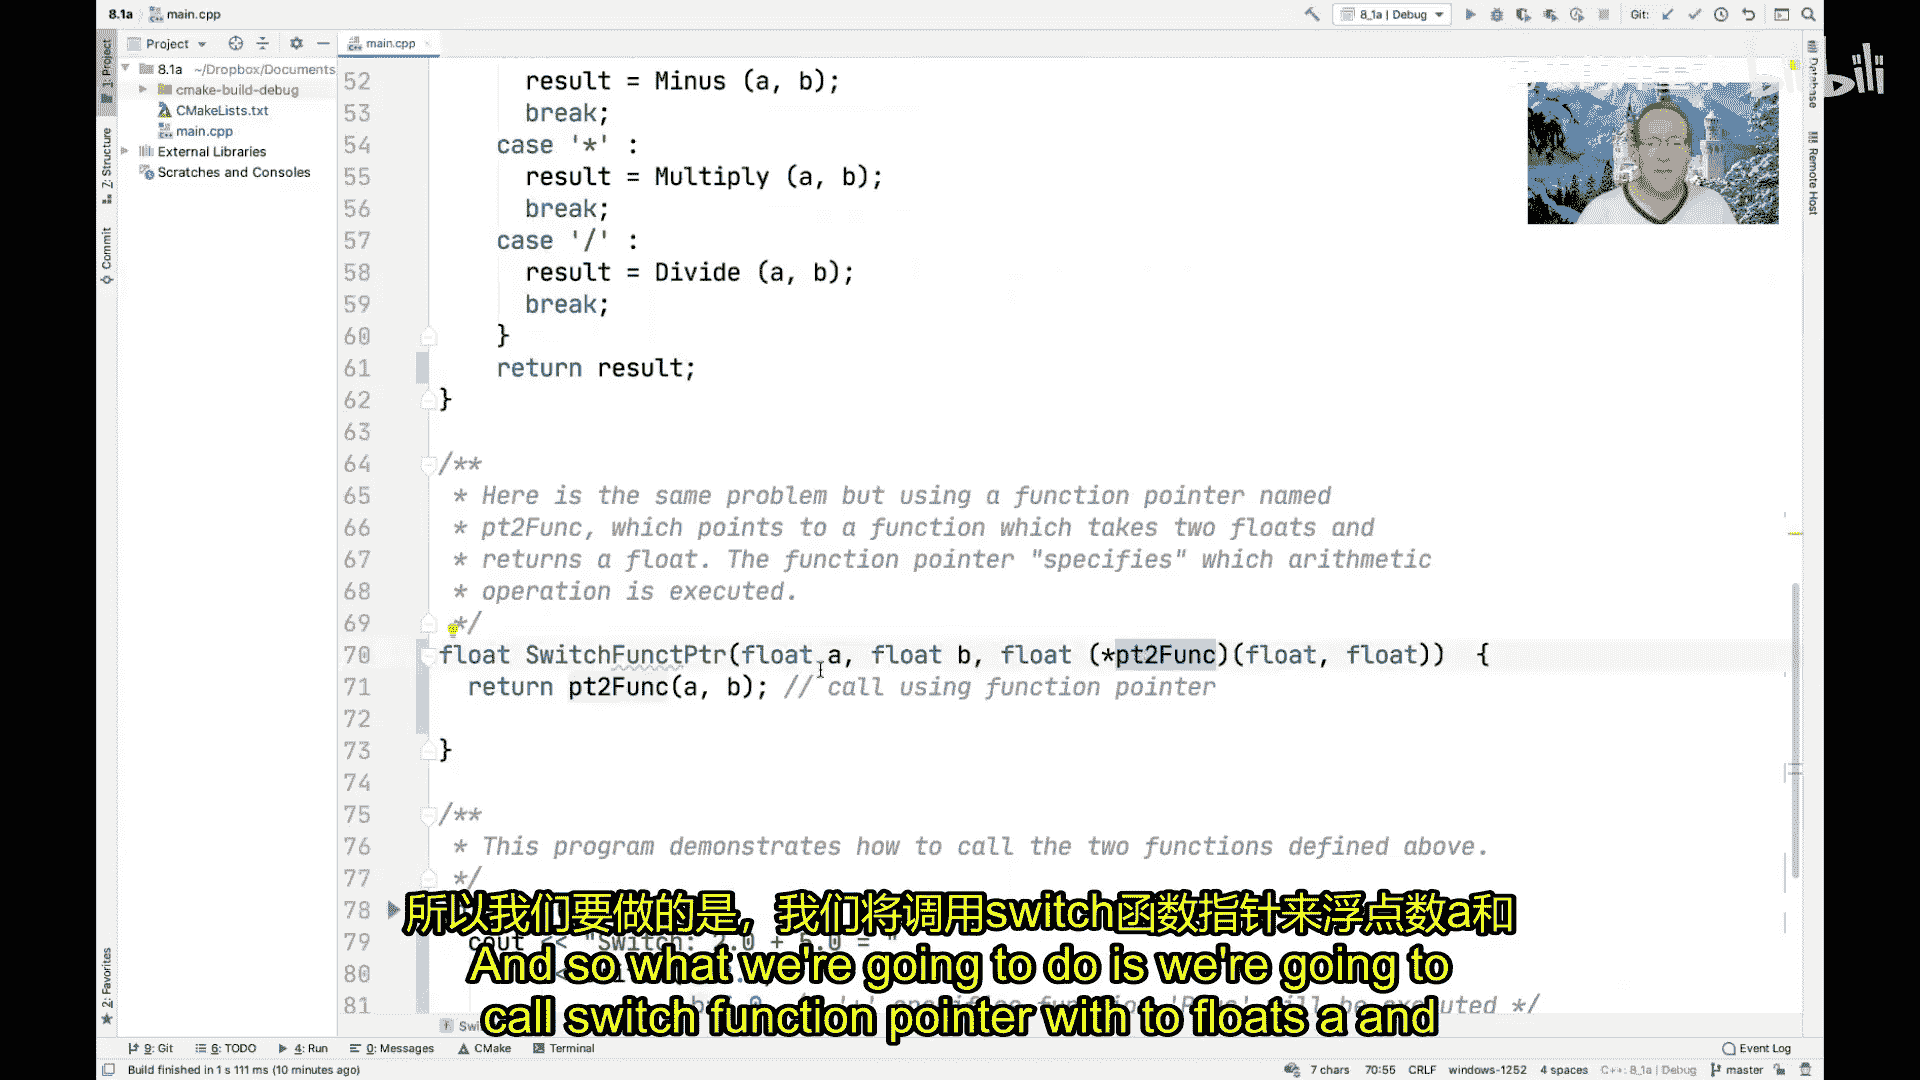 8.1a main.cpp
8_1a | Debug
Git:
Project
main.cpp
8.1a ~/Dropbox/Documents
cmake-build-debug
CMakeLists.txt
main.cpp
External Libraries
Scratches and Consoles
1: Project
Z: Structure
Commit
2: Favorites
Database
Remote Host
bilibili
52 result = Minus (a, b);
53 break;
54 case '*' :
55 result = Multiply (a, b);
56 break;
57 case '/' :
58 result = Divide (a, b);
59 break;
60 }
61 return result;
62 }
63
64 /**
65 * Here is the same problem but using a function pointer named
66 * pt2Func, which points to a function which takes two floats and
67 * returns a float. The function pointer "specifies" which arithmetic
68 * operation is executed.
69 */
70 float SwitchFunctPtr(float a, float b, float (*pt2Func)(float, float)) {
71 return pt2Func(a, b); // call using function pointer
72
73 }
74
75 /**
76 * This program demonstrates how to call the two functions defined above.
77 */
78
79 cout << "Switch: 2.0 + 5.0 = "
80
81 executed */
所以我们要做的是，我们将调用switch函数指针来浮点数a和
And so what we're going to do is we're going to
call switch function pointer with to floats a and
9: Git 6: TODO 4: Run 0: Messages CMake Terminal Event Log
Build finished in 1 s 111 ms (10 minutes ago) 7 chars 70:55 CRLF windows-1252 4 spaces C++: 8_1a | Debug master